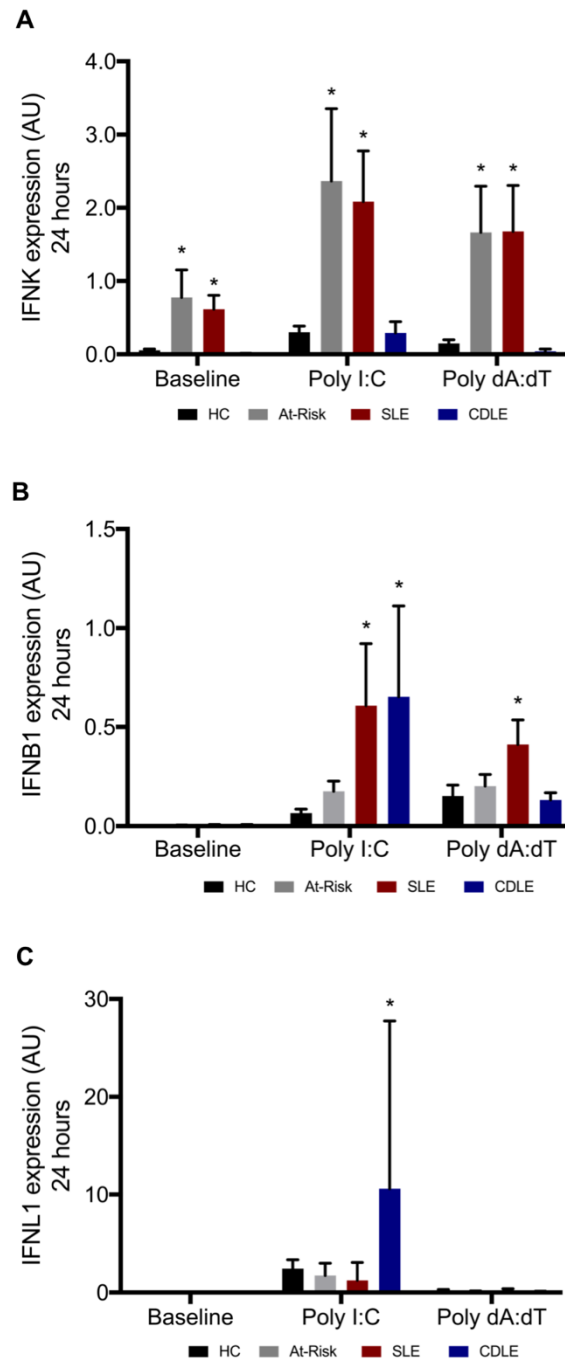 A
IFNK expression (AU)
24 hours
4.0
3.0
2.0
1.0
0.0
* * * * * *
Baseline Poly I:C Poly dA:dT
HC At-Risk SLE CDLE
B
IFNB1 expression (AU)
24 hours
1.5
1.0
0.5
0.0
* * *
Baseline Poly I:C Poly dA:dT
HC At-Risk SLE CDLE
C
IFNL1 expression (AU)
24 hours
30
20
10
0
*
Baseline Poly I:C Poly dA:dT
HC At-Risk SLE CDLE